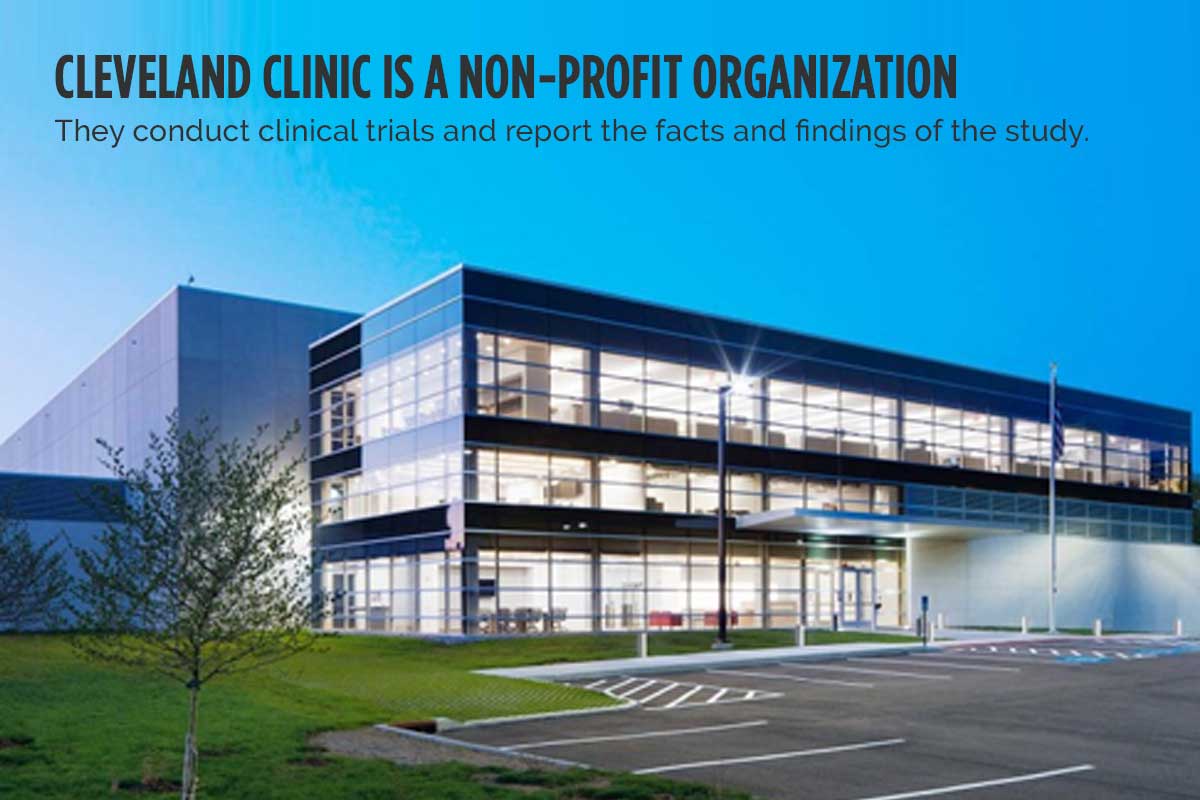 CLEVELAND CLINIC IS A NON-PROFIT ORGANIZATION
They conduct clinical trials and report the facts and findings of the study.